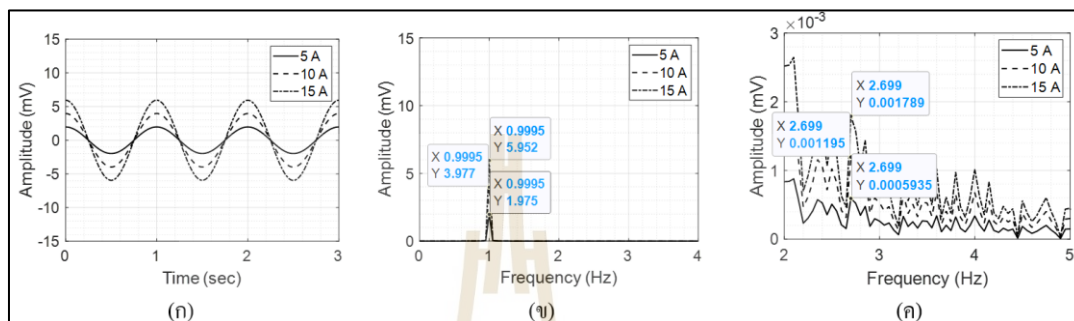 15
10
5
0
-5
-10
-15
Amplitude (mV)
5 A
10 A
15 A
0
1
2
3
Time (sec)
(ก)
15
10
5
0
Amplitude (mV)
5 A
10 A
15 A
X 0.9995
Y 5.952
X 0.9995
Y 3.977
X 0.9995
Y 1.975
0
1
2
3
4
Frequency (Hz)
(ข)
×10⁻³
3
2
1
0
Amplitude (mV)
5 A
10 A
15 A
X 2.699
Y 0.001789
X 2.699
Y 0.001195
X 2.699
Y 0.0005935
3
4
5
Frequency (Hz)
(ค)